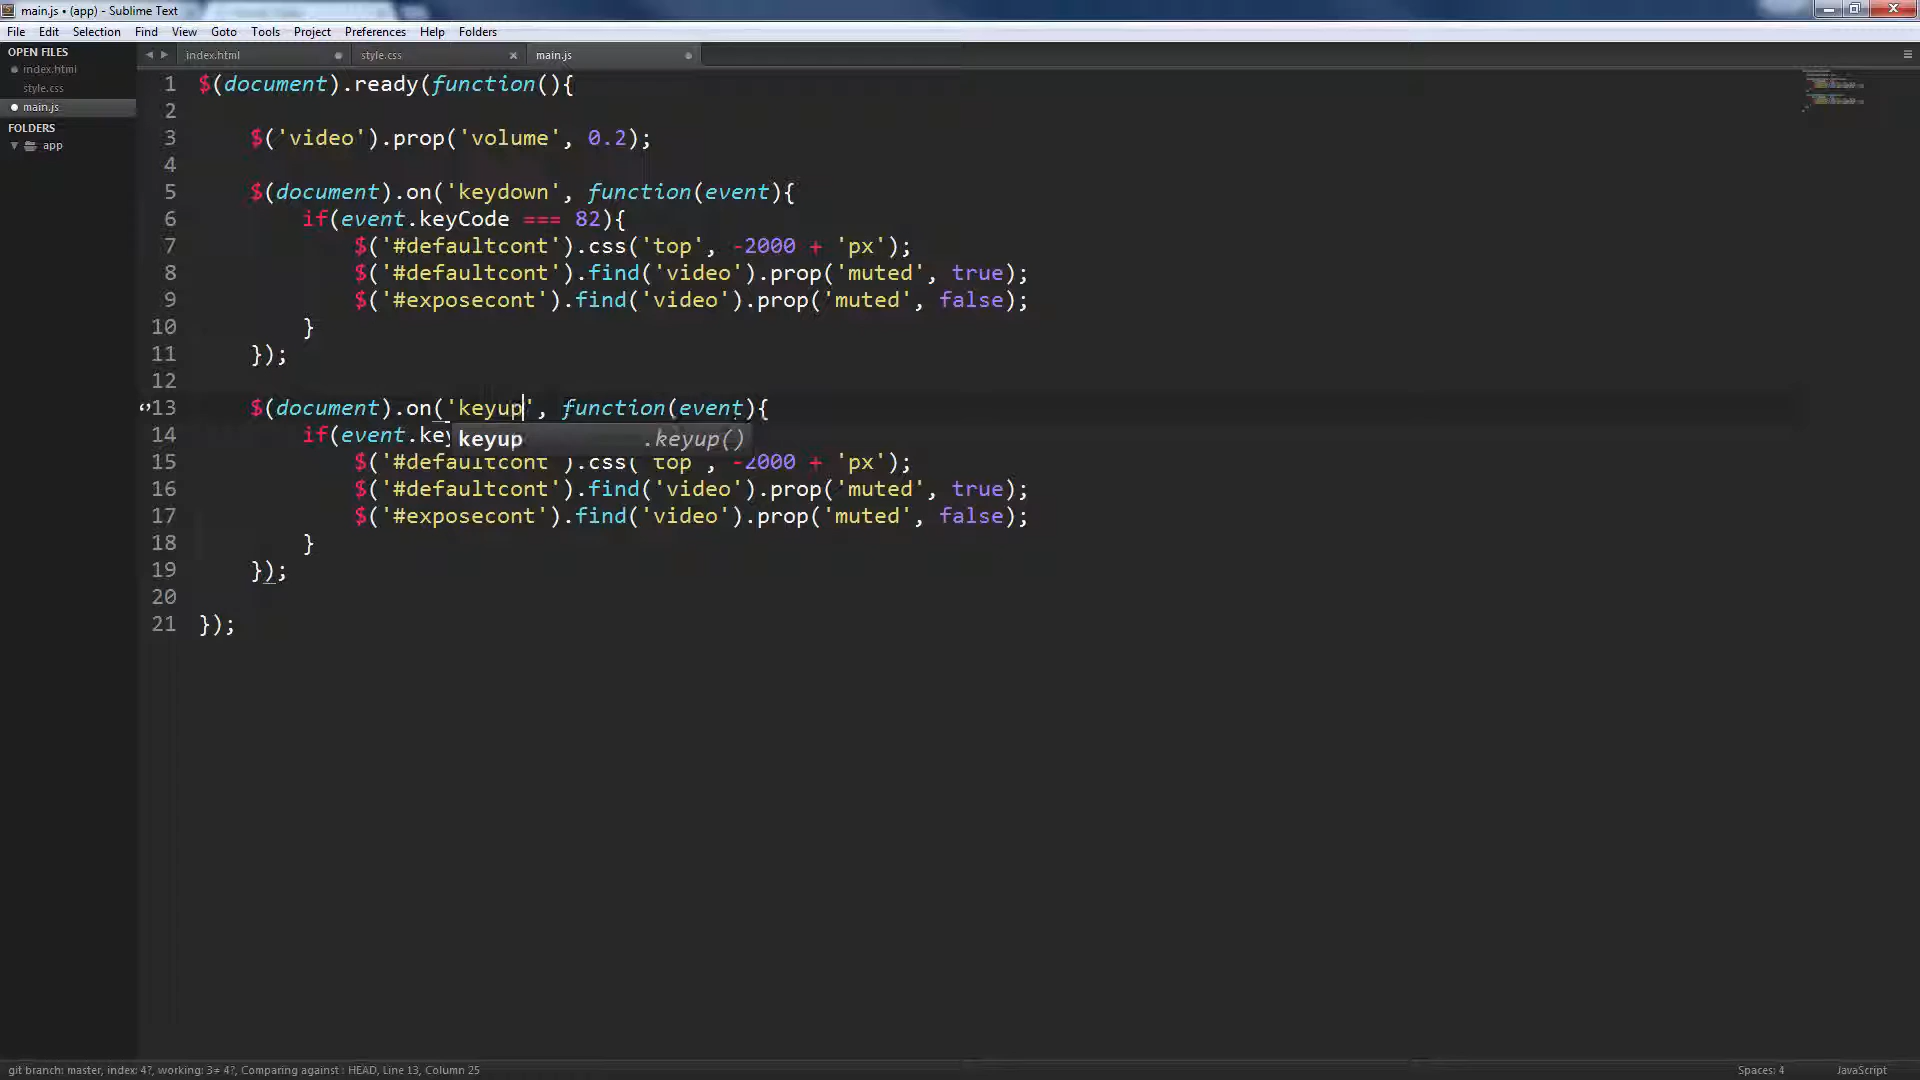 main.js • (app) - Sublime Text
File Edit Selection Find View Goto Tools Project Preferences Help Folders
OPEN FILES
index.html
style.css
main.js
FOLDERS
app
index.html style.css main.js
1 $(document).ready(function(){
2
3 $('video').prop('volume', 0.2);
4
5 $(document).on('keydown', function(event){
6 if(event.keyCode === 82){
7 $('#defaultcont').css('top', -2000 + 'px');
8 $('#defaultcont').find('video').prop('muted', true);
9 $('#exposecont').find('video').prop('muted', false);
10 }
11 });
12
13 $(document).on('keyup', function(event){
14 if(event.key
keyup .keyup()
15 $('#defaultcont').css('top', -2000 + 'px');
16 $('#defaultcont').find('video').prop('muted', true);
17 $('#exposecont').find('video').prop('muted', false);
18 }
19 });
20
21 });
git branch: master, index: 4?, working: 3≠ 4?, Comparing against : HEAD, Line 13, Column 25 Spaces: 4 JavaScript